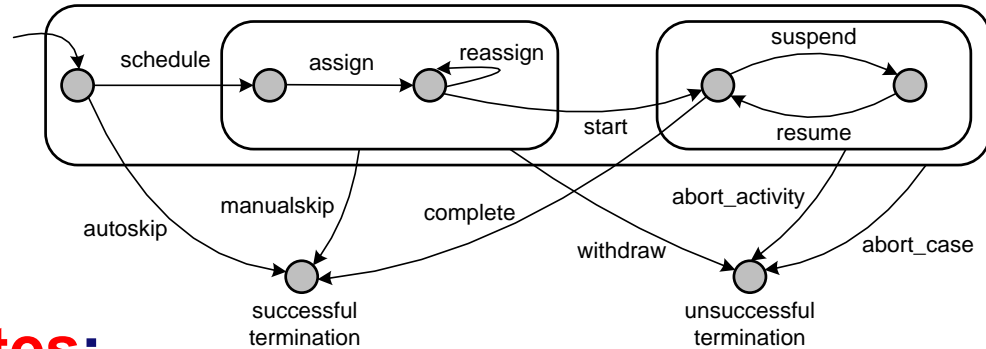 suspend
reassign
schedule
assign
start
resume
manualskip
complete
abort_activity
autoskip
withdraw
abort_case
successful
termination
unsuccessful
termination